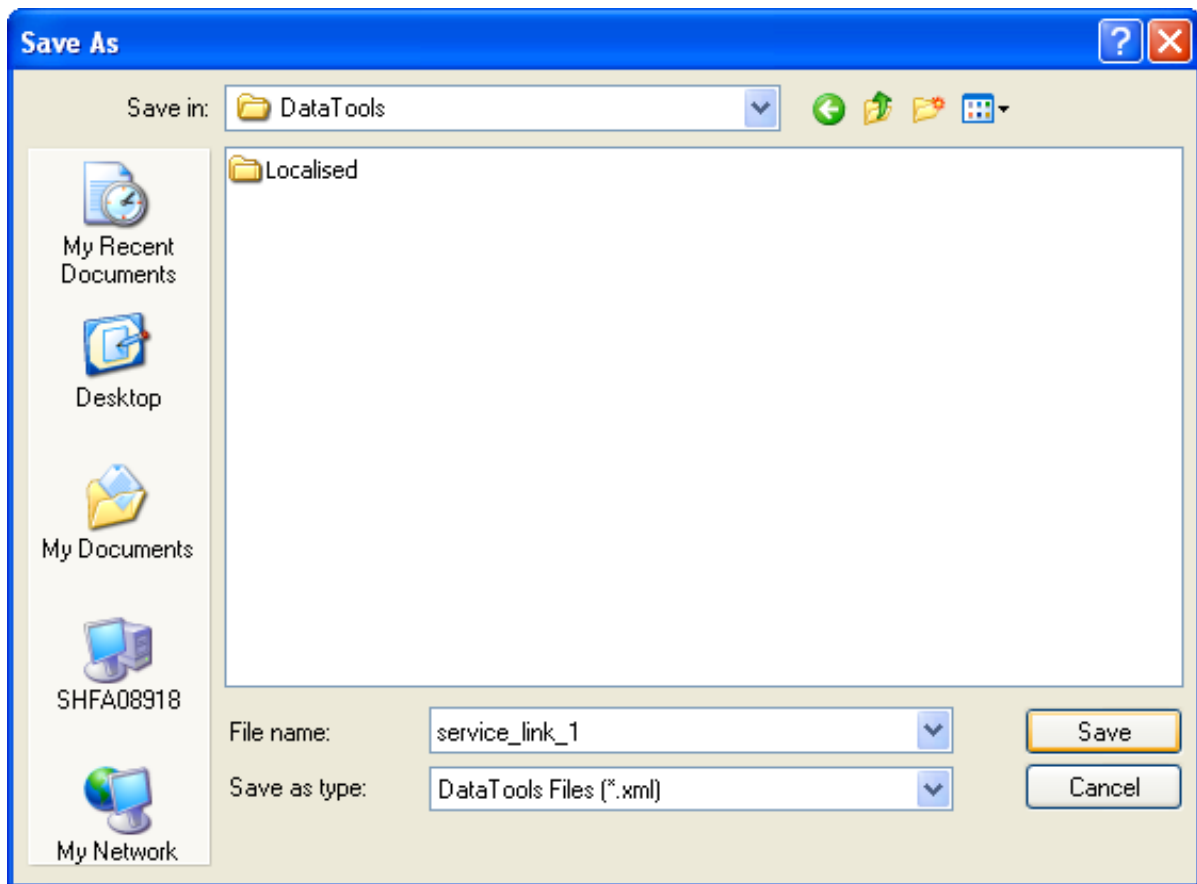 Save As
Save in:
DataTools
Localised
My Recent
Documents
Desktop
My Documents
SHFA08918
My Network
File name:
service_link_1
Save
Save as type:
DataTools Files (*.xml)
Cancel